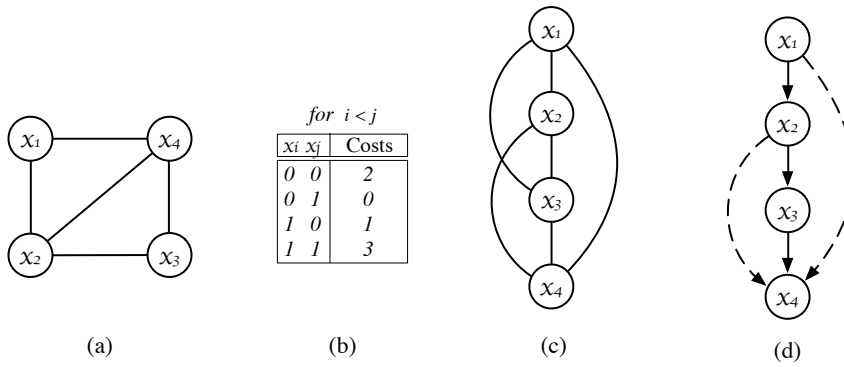 x1 x4
x2 x3
(a)
for i < j
xi xj Costs
0 0 2
0 1 0
1 0 1
1 1 3
(b)
x1
x2
x3
x4
(c)
x1
x2
x3
x4
(d)